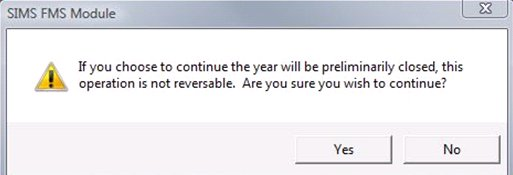 SIMS FMS Module
If you choose to continue the year will be preliminarily closed, this
operation is not reversable.  Are you sure you wish to continue?
Yes
No